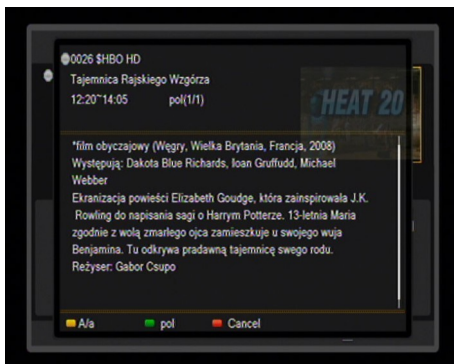 0026 $HBO HD
Tajemnica Rajskiego Wzgórza
12:20~14:05 pol(1/1)
HEAT 20
*film obyczajowy (Węgry, Wielka Brytania, Francja, 2008)
Występują: Dakota Blue Richards, Ioan Gruffudd, Michael
Webber
Ekranizacja powieści Elizabeth Goudge, która zainspirowała J.K.
Rowling do napisania sagi o Harrym Potterze. 13-letnia Maria
zgodnie z wolą zmarłego ojca zamieszkuje u swojego wuja
Benjamina. Tu odkrywa pradawną tajemnicę swego rodu.
Reżyser: Gabor Csupo
A/a pol Cancel